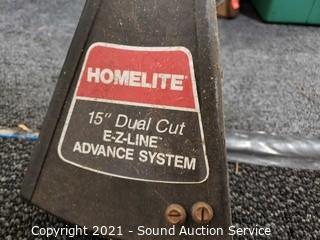 HOMELITE®
15" Dual Cut
E-Z-LINE™
ADVANCE SYSTEM
Copyright 2021 - Sound Auction Service